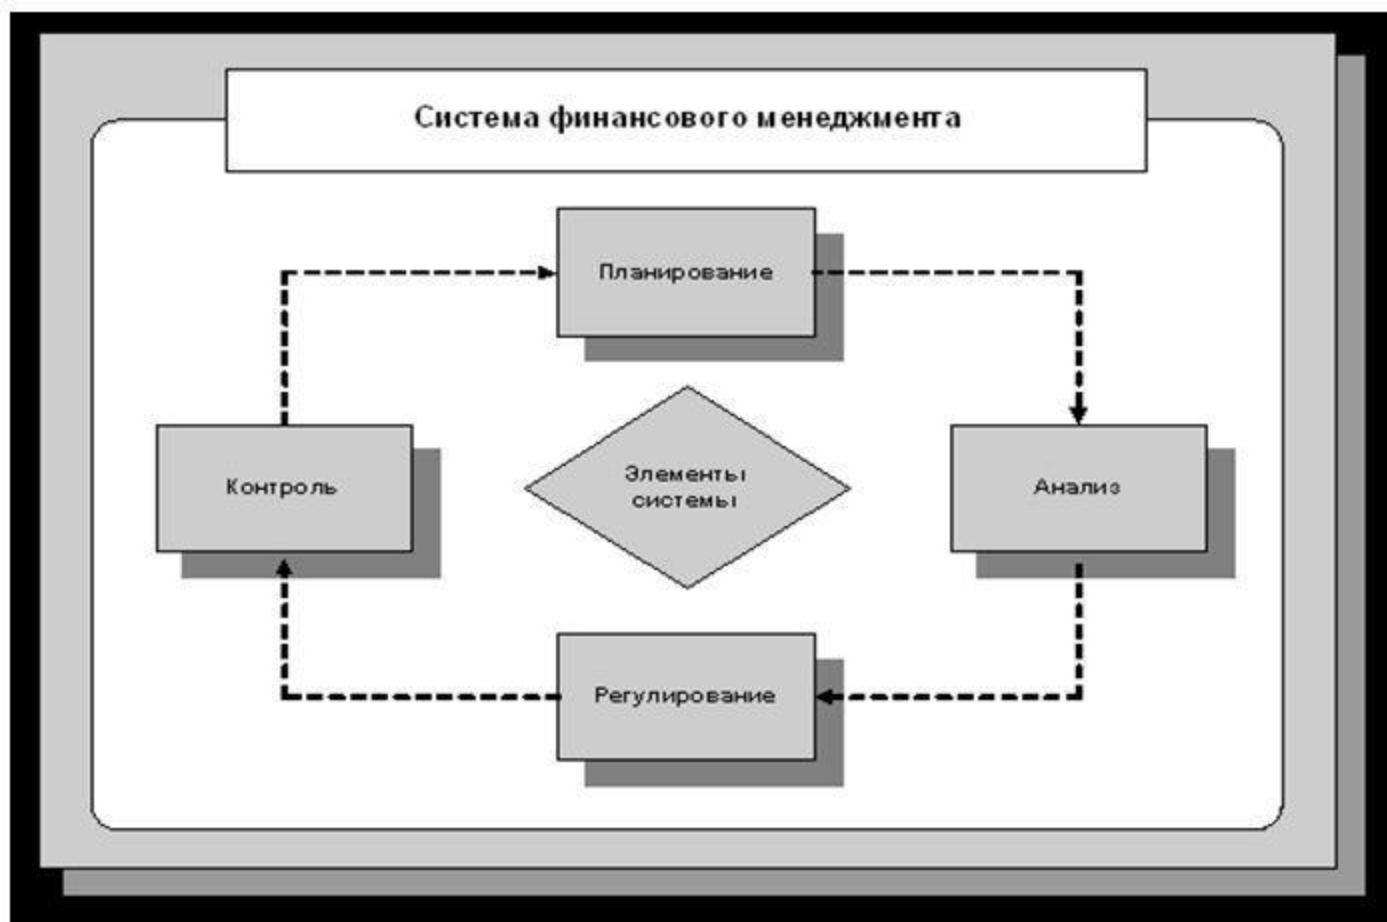 Система финансового менеджмента
Планирование
Контроль
Элементы
системы
Анализ
Регулирование